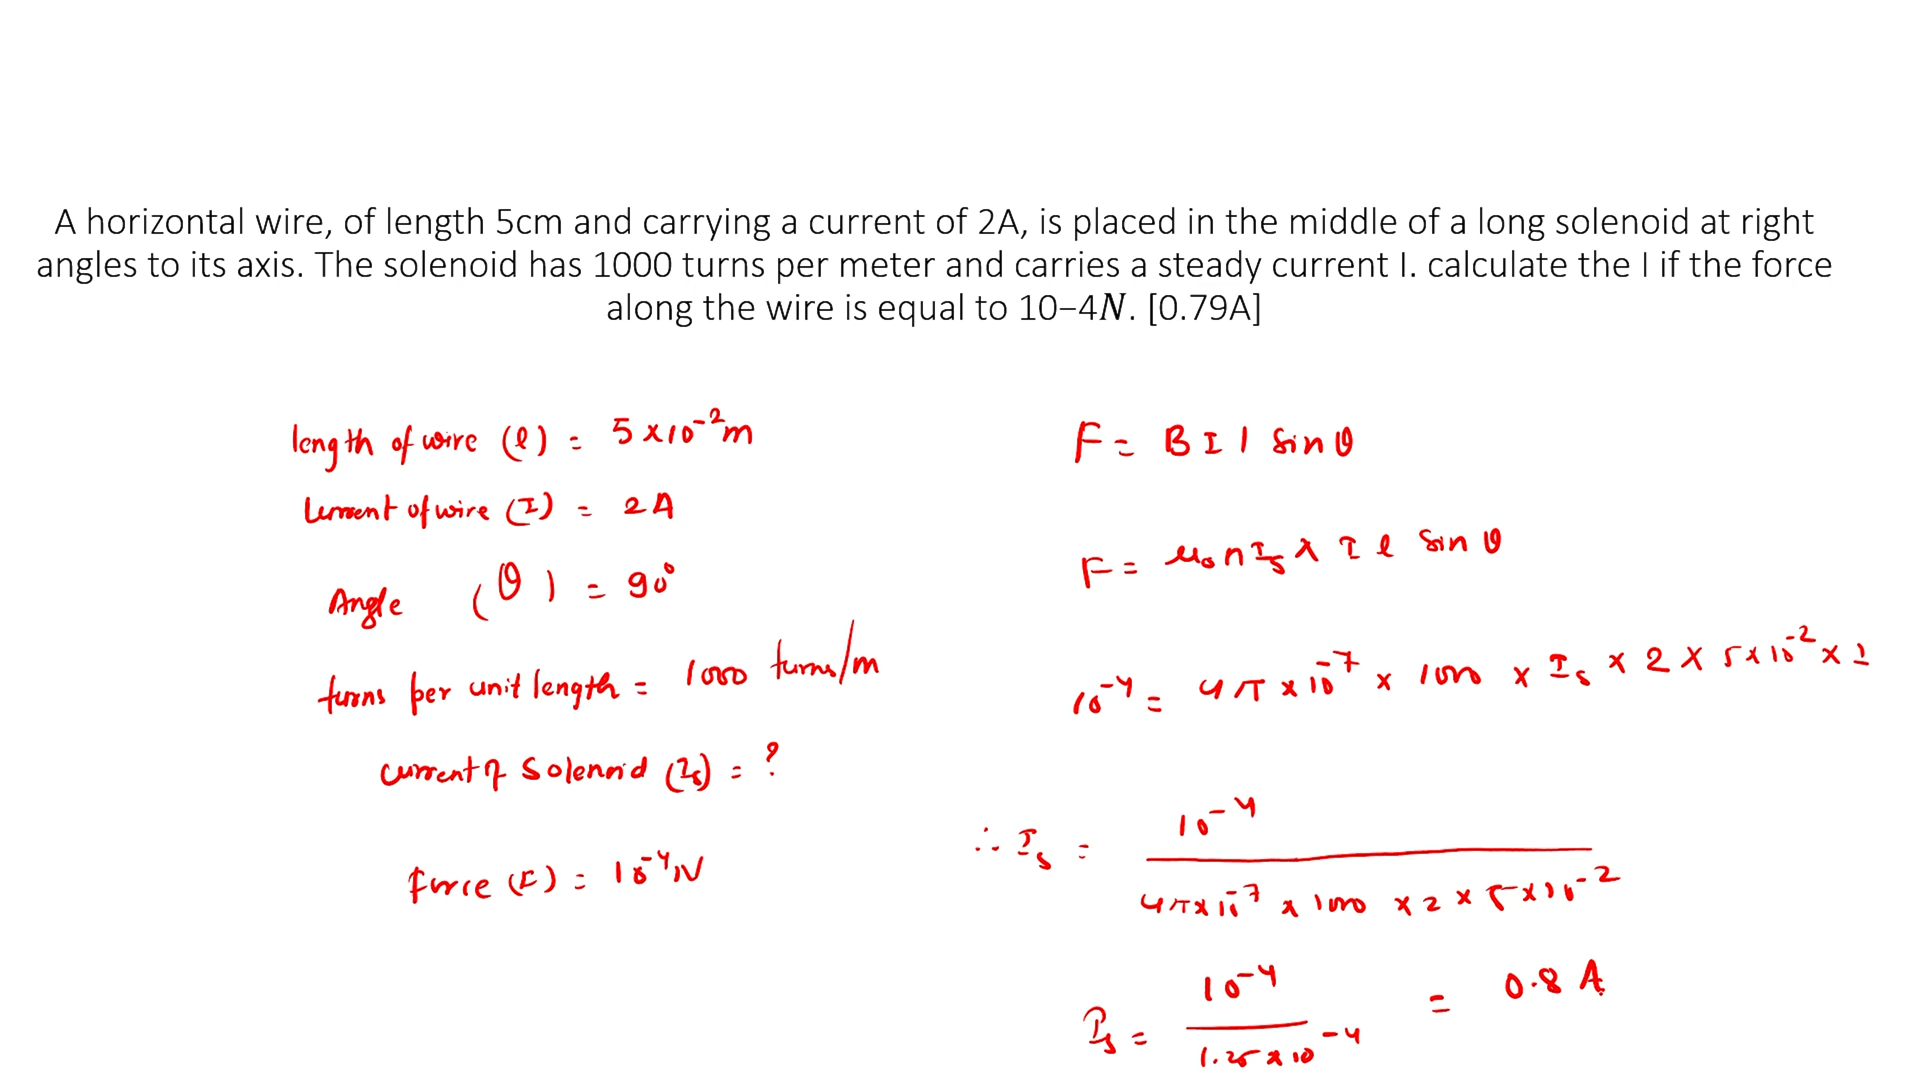 A horizontal wire, of length 5cm and carrying a current of 2A, is placed in the middle of a long solenoid at right
angles to its axis. The solenoid has 1000 turns per meter and carries a steady current I. calculate the I if the force
along the wire is equal to 10−4𝑁. [0.79A]
length of wire (l) = 5 × 10⁻² m
Current of wire (I) = 2A
Angle (θ) = 90°
turns per unit length = 1000 turns/m
current of Solenoid (Is) = ?
force (F) = 10⁻⁴ N
F = B I l Sin θ
F = μ₀ n Is × I l Sin θ
10⁻⁴ = 4π × 10⁻⁷ × 1000 × Is × 2 × 5 × 10⁻² × 1
∴ Is = 10⁻⁴ / 4π × 10⁻⁷ × 1000 × 2 × 5 × 10⁻²
Is = 10⁻⁴ / 1.25 × 10⁻⁴ = 0.8 A